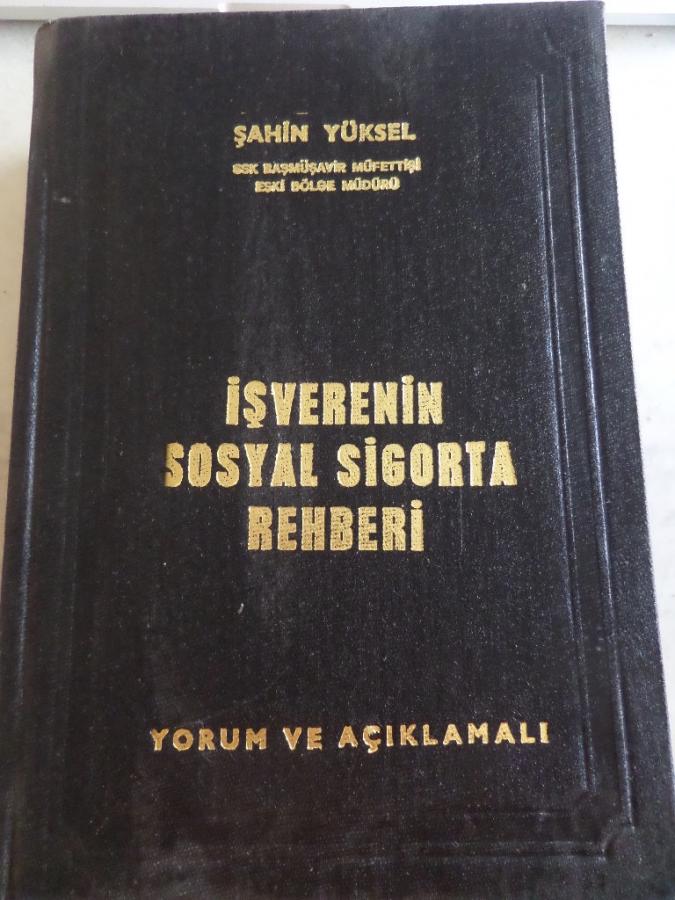 ŞAHİN YÜKSEL
SSK BAŞMÜŞAVİR MÜFETTİŞİ
ESKİ BÖLGE MÜDÜRÜ
İŞVERENİN
SOSYAL SİGORTA
REHBERİ
YORUM VE AÇIKLAMALI